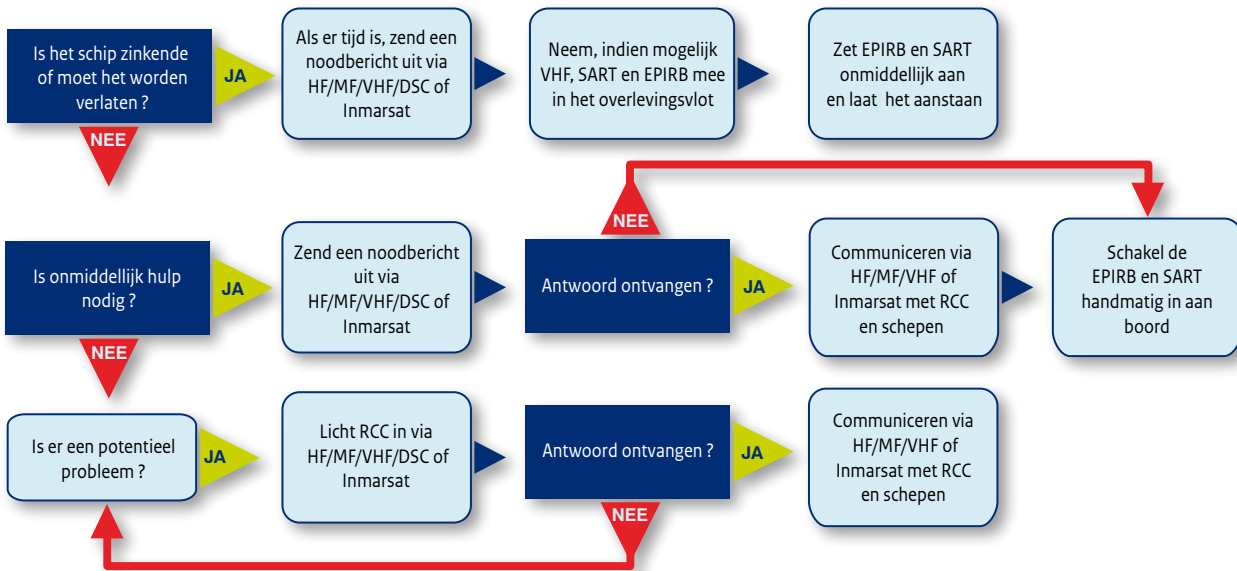 Is het schip zinkende
of moet het worden
verlaten ?
JA
Als er tijd is, zend een
noodbericht uit via
HF/MF/VHF/DSC of
Inmarsat
Neem, indien mogelijk
VHF, SART en EPIRB mee
in het overlevingsvlot
Zet EPIRB en SART
onmiddellijk aan
en laat het aanstaan
NEE
Is onmiddellijk hulp
nodig ?
JA
Zend een noodbericht
uit via
HF/MF/VHF/DSC of
Inmarsat
NEE
Antwoord ontvangen ?
JA
Communiceren via
HF/MF/VHF of
Inmarsat met RCC
en schepen
Schakel de
EPIRB en SART
handmatig in aan
boord
NEE
Is er een potentieel
probleem ?
JA
Licht RCC in via
HF/MF/VHF/DSC of
Inmarsat
Antwoord ontvangen ?
JA
Communiceren via
HF/MF/VHF of
Inmarsat met RCC
en schepen
NEE